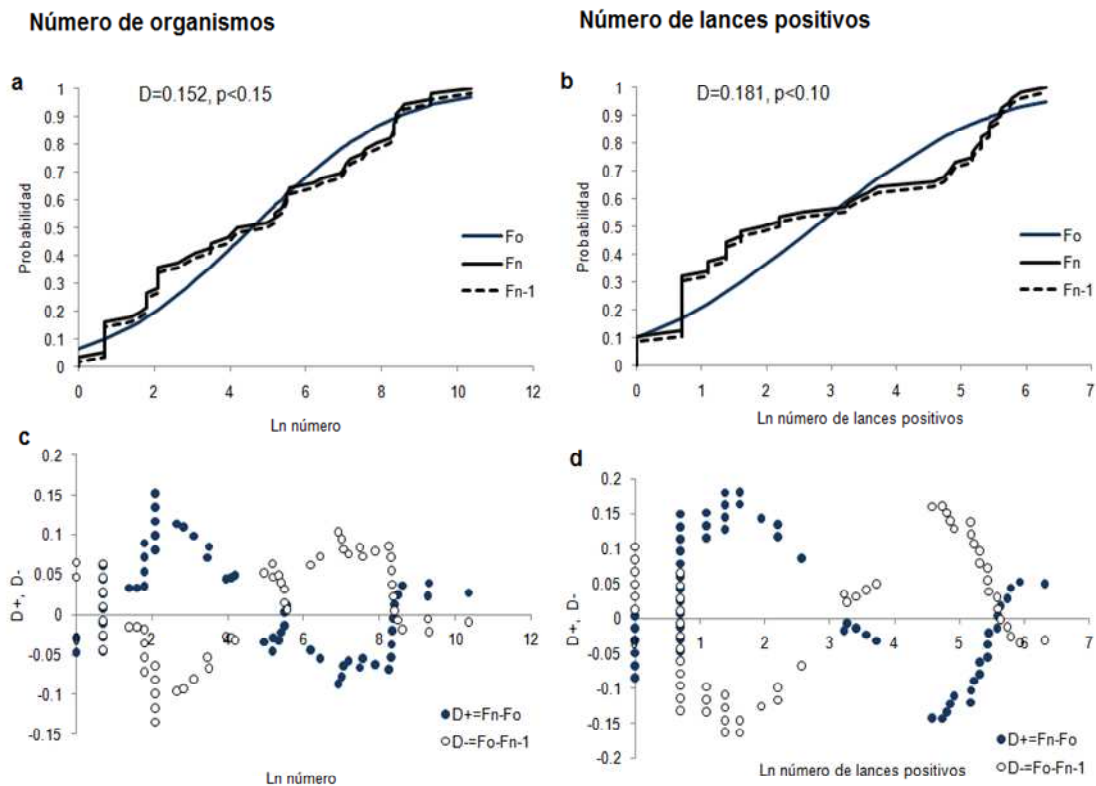 Número de organismos
Número de lances positivos
a
D=0.152, p<0.15
Probabilidad
1
0.9
0.8
0.7
0.6
0.5
0.4
0.3
0.2
0.1
0
0 2 4 6 8 10 12
Fo
Fn
Fn-1
Ln número
b
D=0.181, p<0.10
Probabilidad
1
0.9
0.8
0.7
0.6
0.5
0.4
0.3
0.2
0.1
0
0 1 2 3 4 5 6 7
Fo
Fn
Fn-1
Ln número de lances positivos
c
D+, D-
0.2
0.15
0.1
0.05
0
-0.05
-0.1
-0.15
0 2 4 6 8 10 12
D+=Fn-Fo
D-=Fo-Fn-1
Ln número
d
D+, D-
0.2
0.15
0.1
0.05
0
-0.05
-0.1
-0.15
-0.2
0 1 2 3 4 5 6 7
D+=Fn-Fo
D-=Fo-Fn-1
Ln número de lances positivos